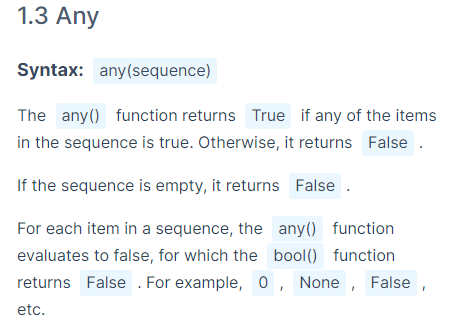 1.3 Any
Syntax: any(sequence)
The any() function returns True if any of the items
in the sequence is true. Otherwise, it returns False .
If the sequence is empty, it returns False .
For each item in a sequence, the any() function
evaluates to false, for which the bool() function
returns False . For example, 0 , None , False ,
etc.